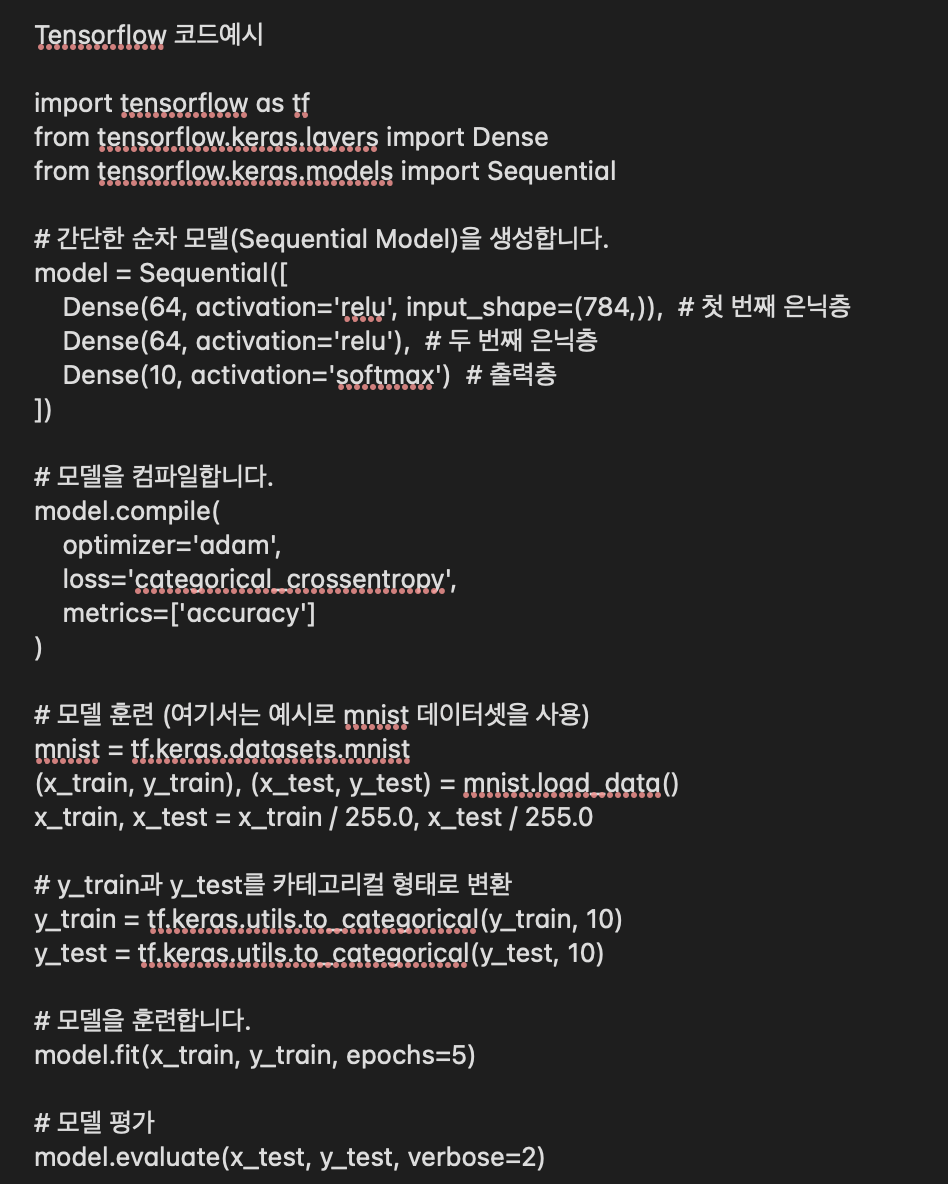 Tensorflow 코드예시
import tensorflow as tf
from tensorflow.keras.layers import Dense
from tensorflow.keras.models import Sequential
# 간단한 순차 모델(Sequential Model)을 생성합니다.
model = Sequential([
    Dense(64, activation='relu', input_shape=(784,)),  # 첫 번째 은닉층
    Dense(64, activation='relu'),  # 두 번째 은닉층
    Dense(10, activation='softmax')  # 출력층
])
# 모델을 컴파일합니다.
model.compile(
    optimizer='adam',
    loss='categorical_crossentropy',
    metrics=['accuracy']
)
# 모델 훈련 (여기서는 예시로 mnist 데이터셋을 사용)
mnist = tf.keras.datasets.mnist
(x_train, y_train), (x_test, y_test) = mnist.load_data()
x_train, x_test = x_train / 255.0, x_test / 255.0
# y_train과 y_test를 카테고리컬 형태로 변환
y_train = tf.keras.utils.to_categorical(y_train, 10)
y_test = tf.keras.utils.to_categorical(y_test, 10)
# 모델을 훈련합니다.
model.fit(x_train, y_train, epochs=5)
# 모델 평가
model.evaluate(x_test, y_test, verbose=2)